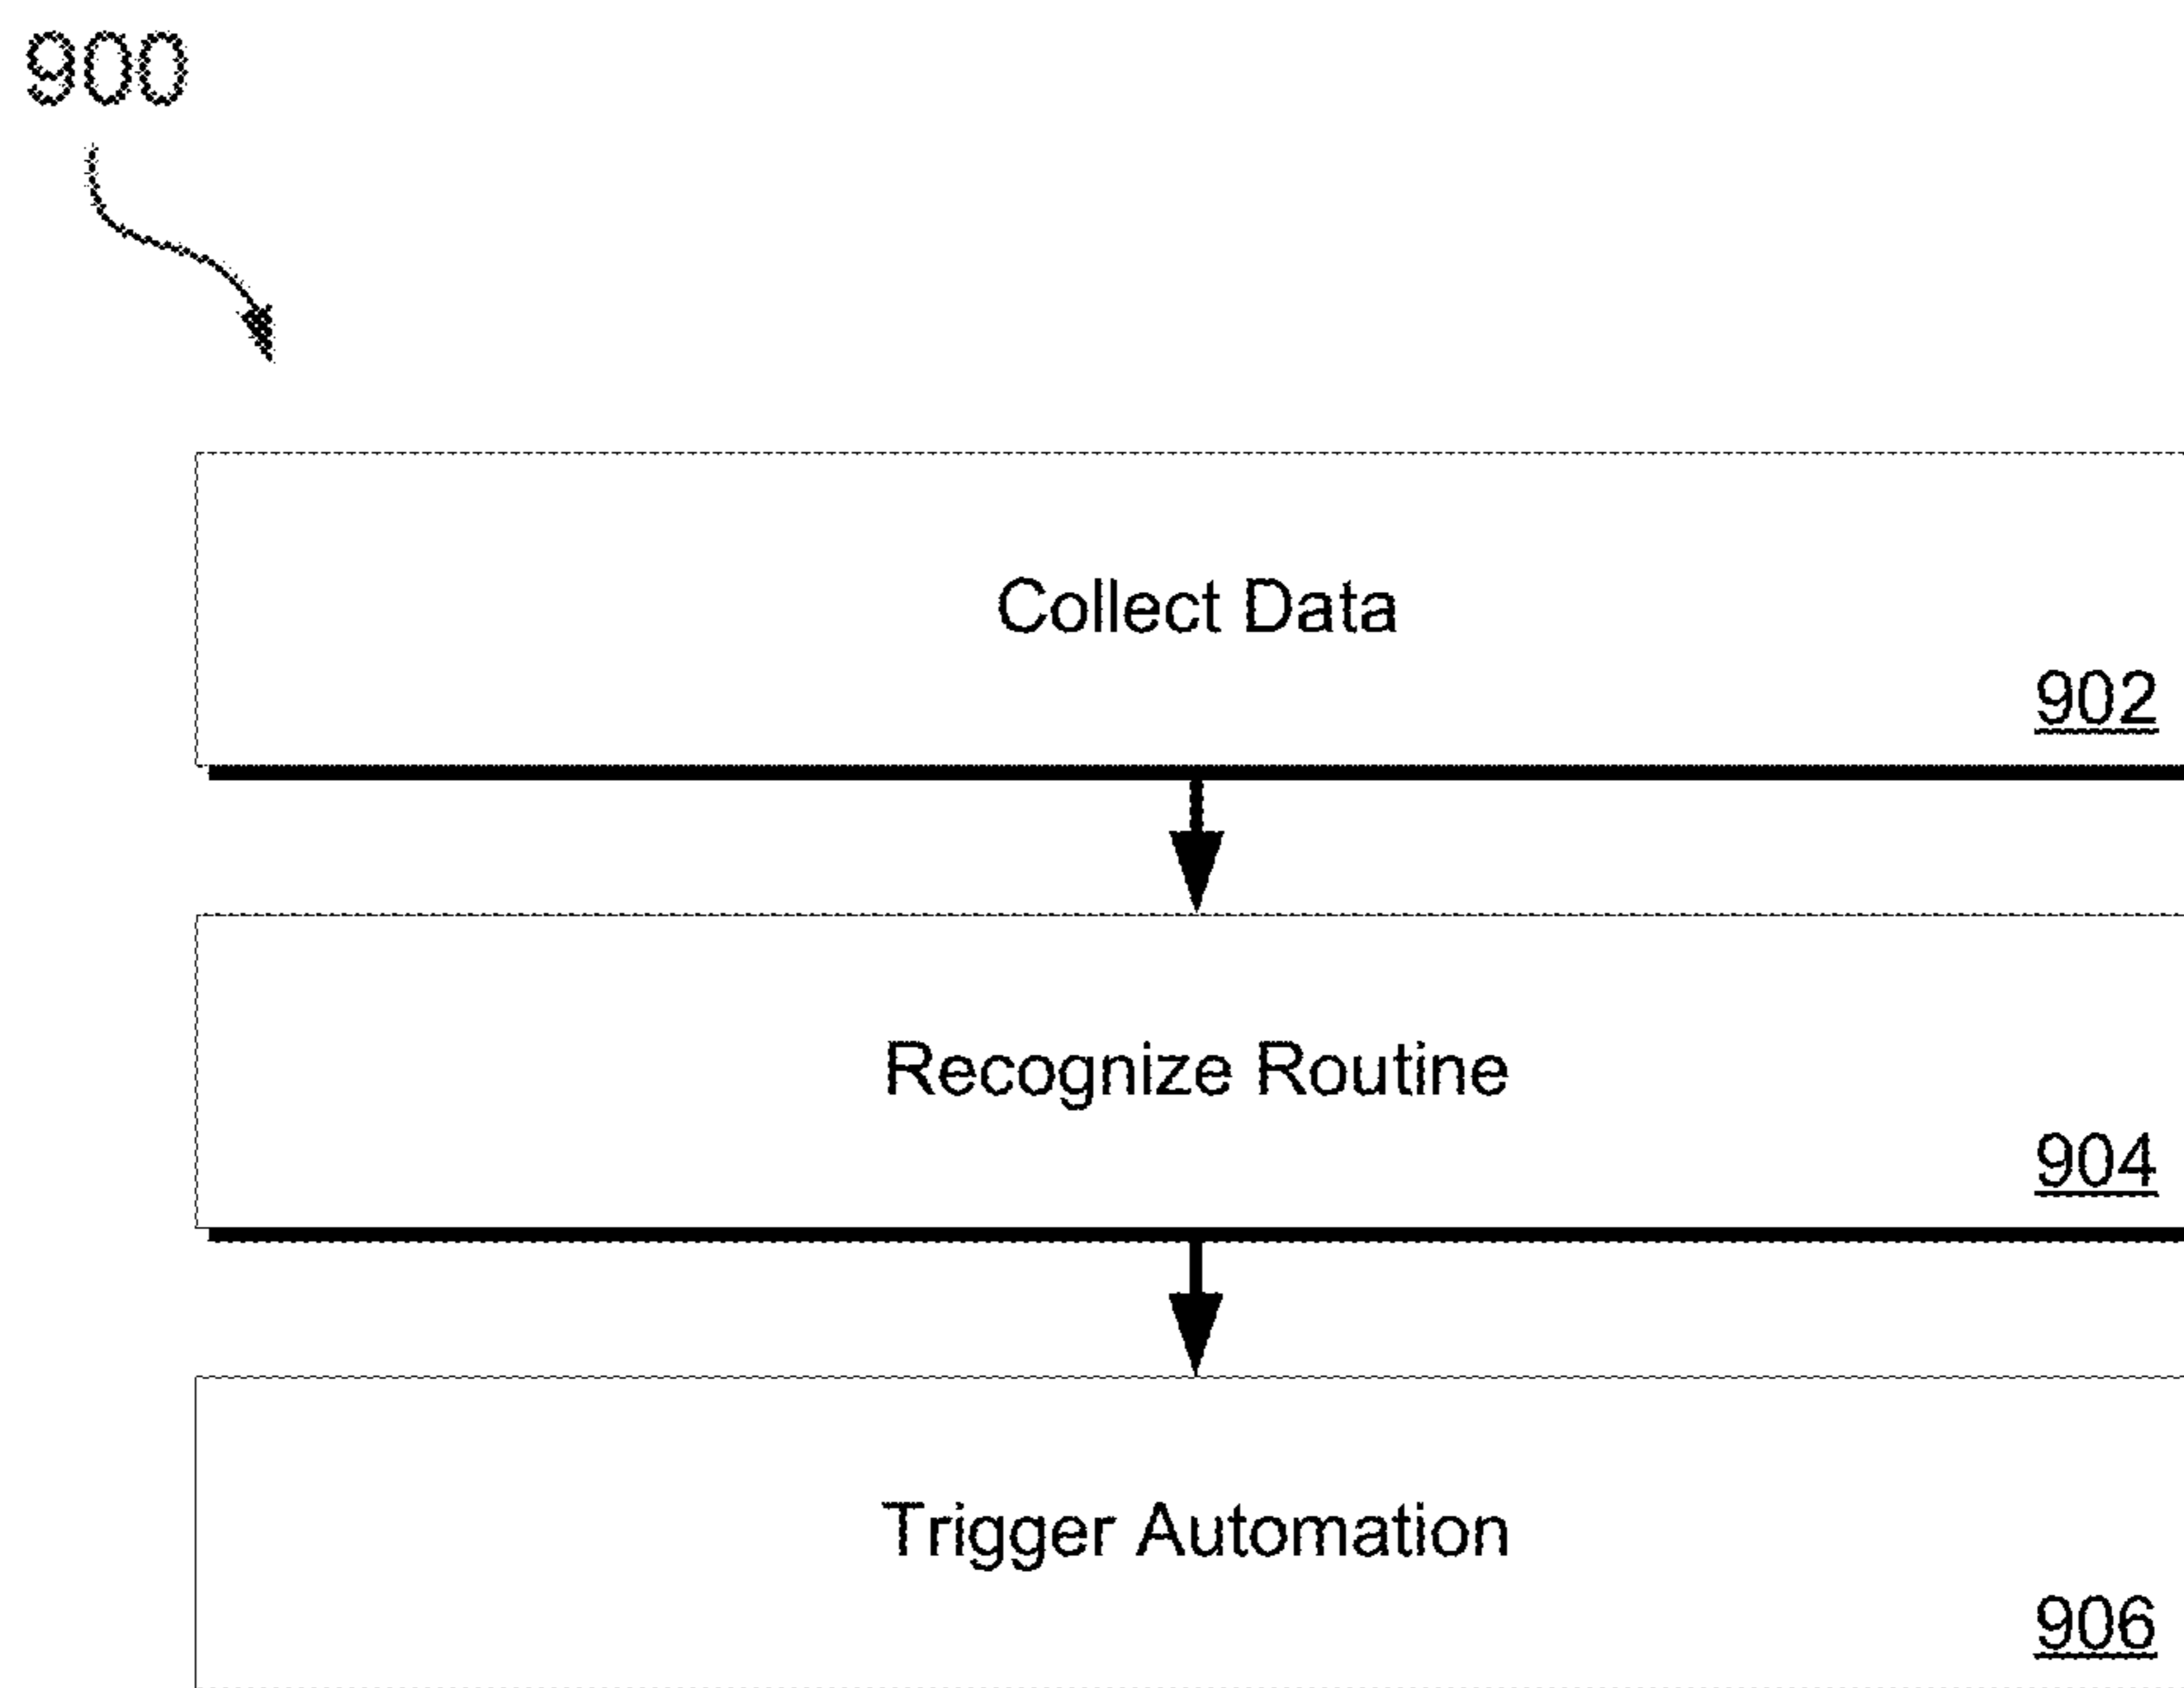 900
Collect Data
902
Recognize Routine
904
Trigger Automation
906